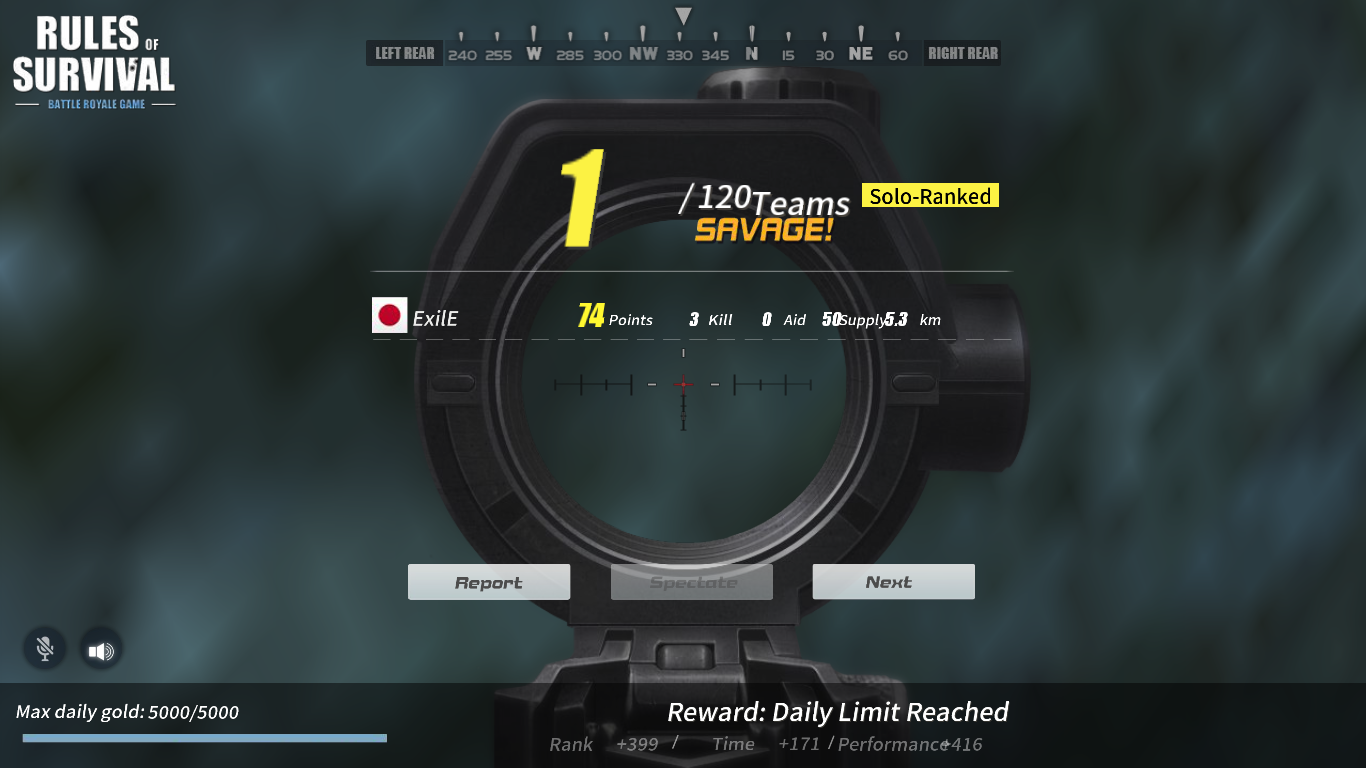 RULES OF
SURVIVAL
BATTLE ROYALE GAME
LEFT REAR 240 255 W 285 300 NW 330 345 N 15 30 NE 60 RIGHT REAR
1 / 120 Teams Solo-Ranked
SAVAGE!
ExilE 74 Points 3 Kill 0 Aid 50 Supply 5.3 km
Report Spectate Next
Max daily gold: 5000/5000
Reward: Daily Limit Reached
Rank +399 / Time +171 / Performance +416